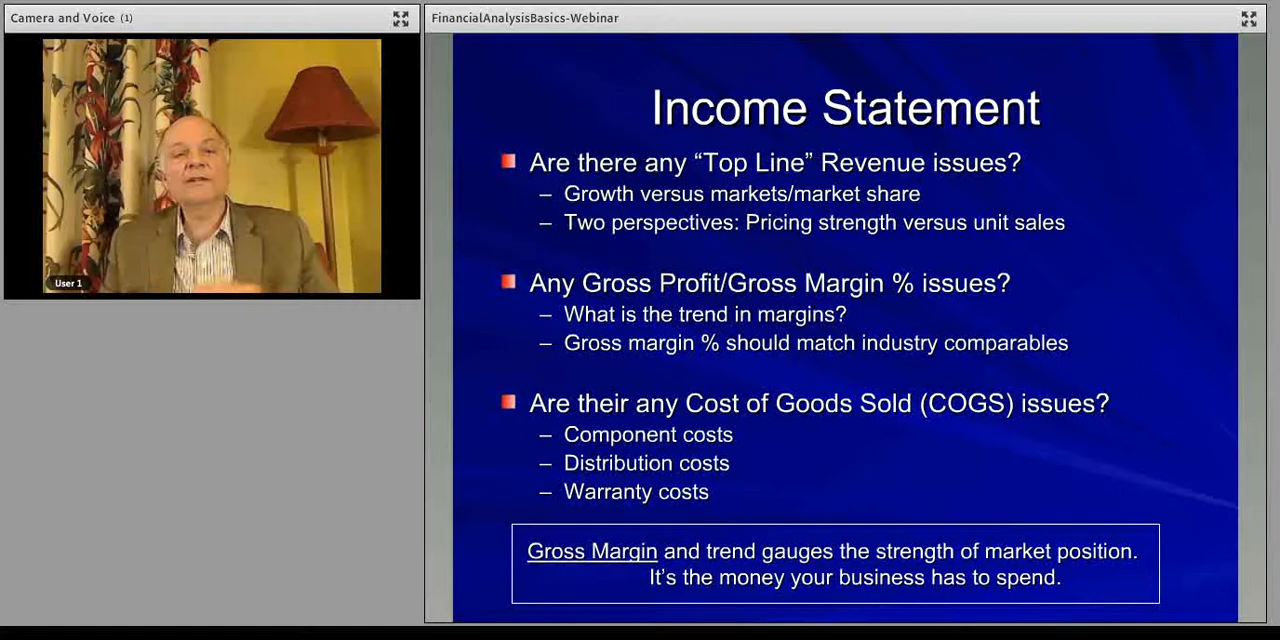 Camera and Voice (1)
User 1
FinancialAnalysisBasics-Webinar
Income Statement
Are there any “Top Line” Revenue issues?
– Growth versus markets/market share
– Two perspectives: Pricing strength versus unit sales
Any Gross Profit/Gross Margin % issues?
– What is the trend in margins?
– Gross margin % should match industry comparables
Are their any Cost of Goods Sold (COGS) issues?
– Component costs
– Distribution costs
– Warranty costs
Gross Margin and trend gauges the strength of market position.
It’s the money your business has to spend.